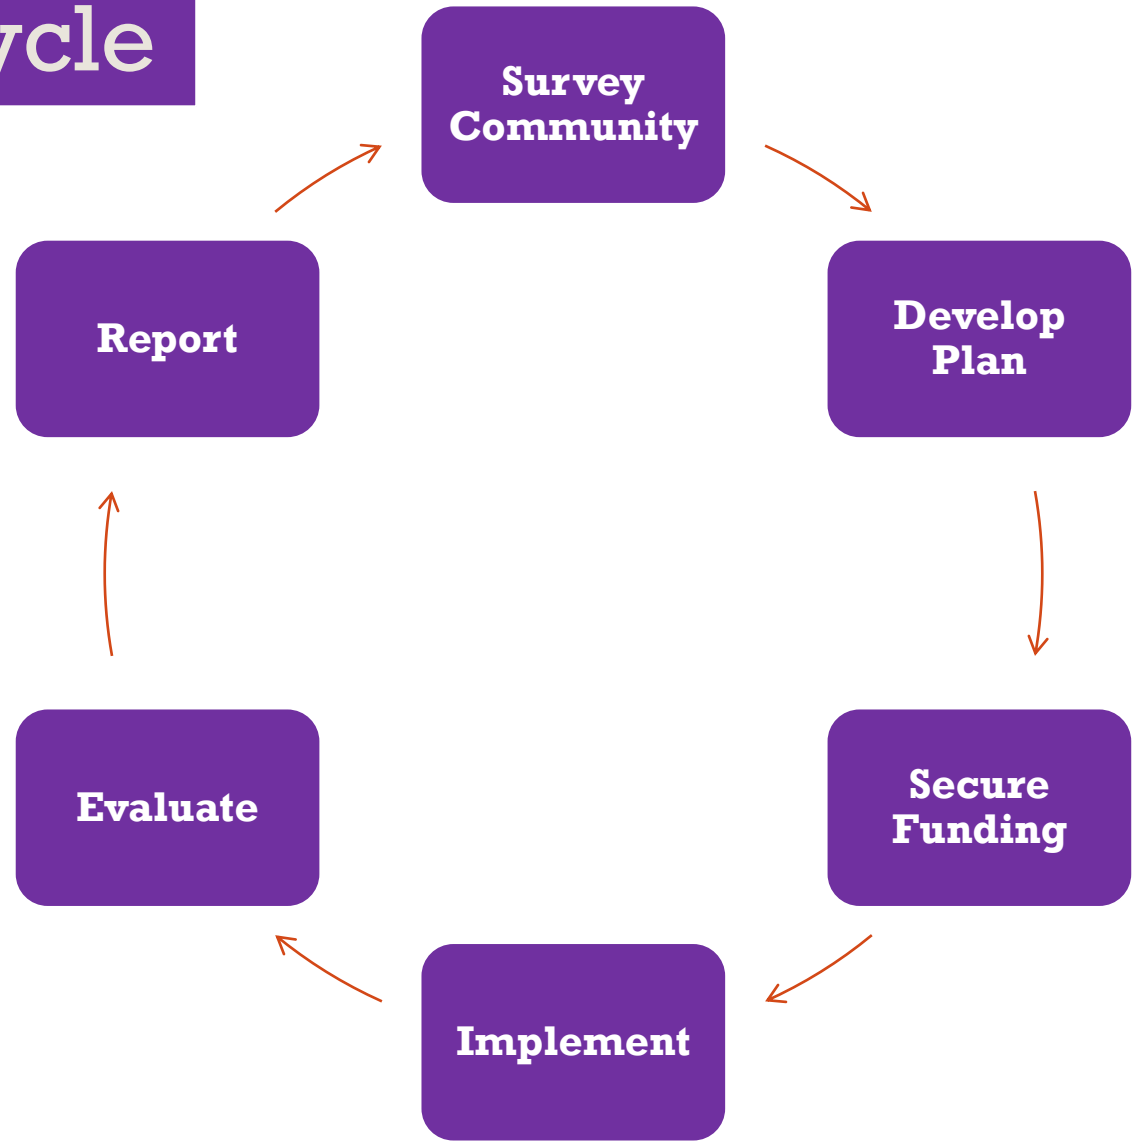 ycle
Survey
Community
Develop
Plan
Secure
Funding
Implement
Evaluate
Report